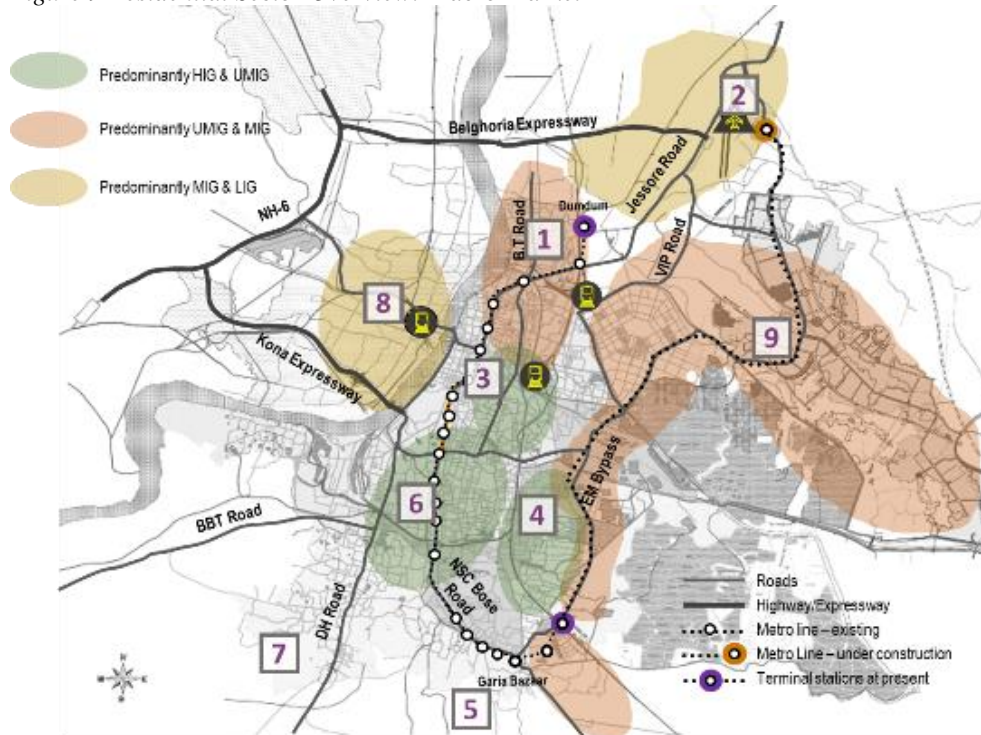 Predominantly HIG & UMIG
Predominantly UMIG & MIG
Predominantly MIG & LIG
2
Belghoria Expressway
Jessore Road
NH-6
B.T Road
Dumdum
1
VIP Road
8
9
Kona Expressway
3
EM Bypass
6
4
BBT Road
NSC Bose
Road
DH Road
7
Garia Bazaar
5
N
Roads
Highway/Expressway
Metro line – existing
Metro Line – under construction
Terminal stations at present